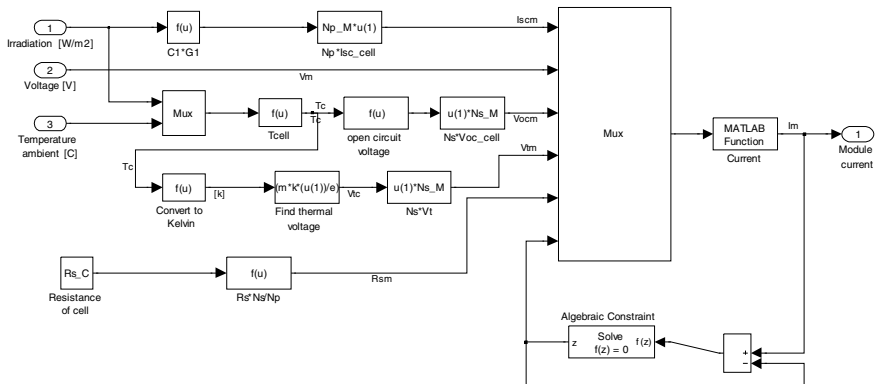 1
Irradiation [W/m2]
f(u)
C1*G1
Np_M*u(1)
Np*Isc_cell
Iscm
2
Voltage [V]
Vm
3
Temperature
ambient [C]
Mux
f(u)
Tcell
Tc
Tc
f(u)
open circuit
voltage
u(1)*Ns_M
Ns*Voc_cell
Vocm
Tc
f(u)
Convert to
Kelvin
[k]
(m*k*(u(1))/e)
Find thermal
voltage
Vtc
u(1)*Ns_M
Ns*Vt
Vtm
Rs_C
Resistance
of cell
f(u)
Rs*Ns/Np
Rsm
Mux
MATLAB
Function
Current
Im
1
Module
current
Algebraic Constraint
z
Solve
f(z) = 0
f(z)
+
−